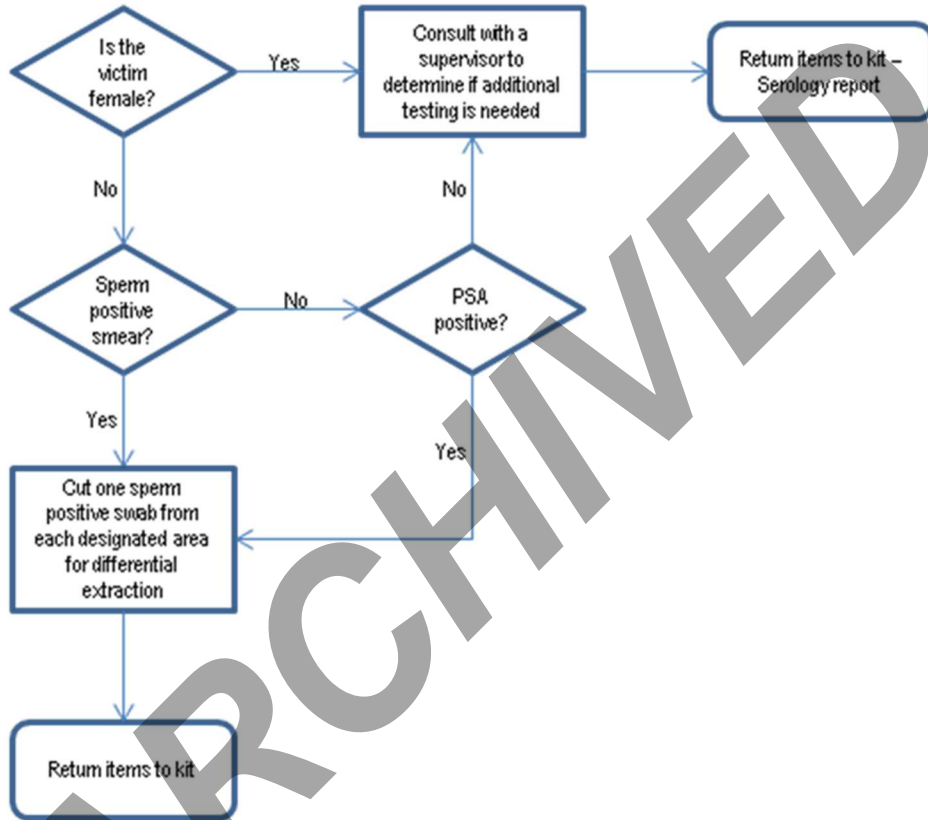 Is the
victim
female?
Yes
Consult with a
supervisor to
determine if additional
testing is needed
Return items to kit –
Serology report
No
No
Sperm
positive
smear?
No
PSA
positive?
Yes
Yes
Cut one sperm
positive swab from
each designated area
for differential
extraction
Return items to kit
ARCHIVED